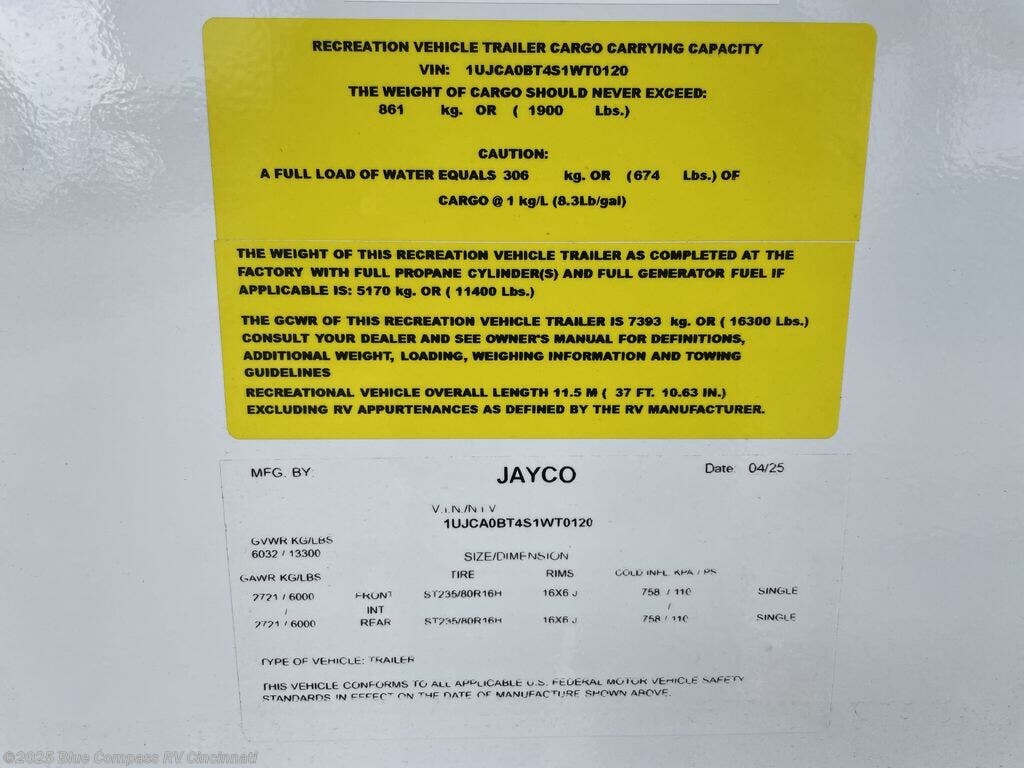 RECREATION VEHICLE TRAILER CARGO CARRYING CAPACITY
VIN: 1UJCA0BT4S1WT0120
THE WEIGHT OF CARGO SHOULD NEVER EXCEED:
861 kg. OR ( 1900 Lbs.)
CAUTION:
A FULL LOAD OF WATER EQUALS 306 kg. OR (674 Lbs.) OF
CARGO @ 1 kg/L (8.3Lb/gal)
THE WEIGHT OF THIS RECREATION VEHICLE TRAILER AS COMPLETED AT THE
FACTORY WITH FULL PROPANE CYLINDER(S) AND FULL GENERATOR FUEL IF
APPLICABLE IS: 5170 kg. OR ( 11400 Lbs.)
THE GCWR OF THIS RECREATION VEHICLE TRAILER IS 7393 kg. OR ( 16300 Lbs.)
CONSULT YOUR DEALER AND SEE OWNER'S MANUAL FOR DEFINITIONS,
ADDITIONAL WEIGHT, LOADING, WEIGHING INFORMATION AND TOWING
GUIDELINES
RECREATIONAL VEHICLE OVERALL LENGTH 11.5 M ( 37 FT. 10.63 IN.)
EXCLUDING RV APPURTENANCES AS DEFINED BY THE RV MANUFACTURER.
MFG. BY: JAYCO Date: 04/25
V.I.N./N I V
1UJCA0BT4S1WT0120
GVWR KG/LBS
6032 / 13300
SIZE/DIMENSION
GAWR KG/LBS TIRE RIMS COLD INFL. KPA / PS
2721 / 6000 FRONT ST235/80R16H 16X6 J 758 / 110 SINGLE
/ INT /
2721 / 6000 REAR ST235/80R16H 16X6 J 758 / 110 SINGLE
TYPE OF VEHICLE: TRAILER
THIS VEHICLE CONFORMS TO ALL APPLICABLE U.S. FEDERAL MOTOR VEHICLE SAFETY
STANDARDS IN EFFECT ON THE DATE OF MANUFACTURE SHOWN ABOVE.
©2025 Blue Compass RV Cincinnati